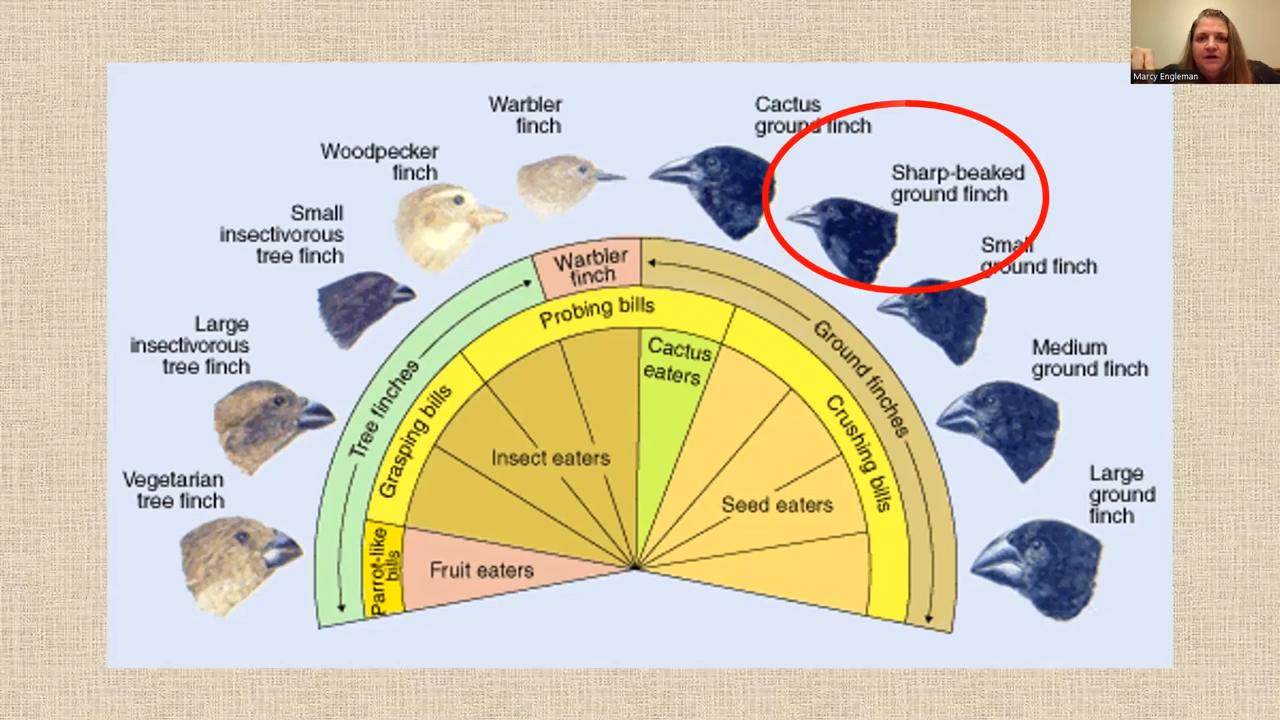 Marcy Engleman
Warbler
finch
Cactus
ground finch
Woodpecker
finch
Sharp-beaked
ground finch
Small
insectivorous
tree finch
Small
ground finch
Large
insectivorous
tree finch
Medium
ground finch
Vegetarian
tree finch
Large
ground
finch
Warbler
finch
Tree finches
Ground finches
Probing bills
Grasping bills
Crushing bills
Parrot-like
bills
Cactus
eaters
Insect eaters
Seed eaters
Fruit eaters